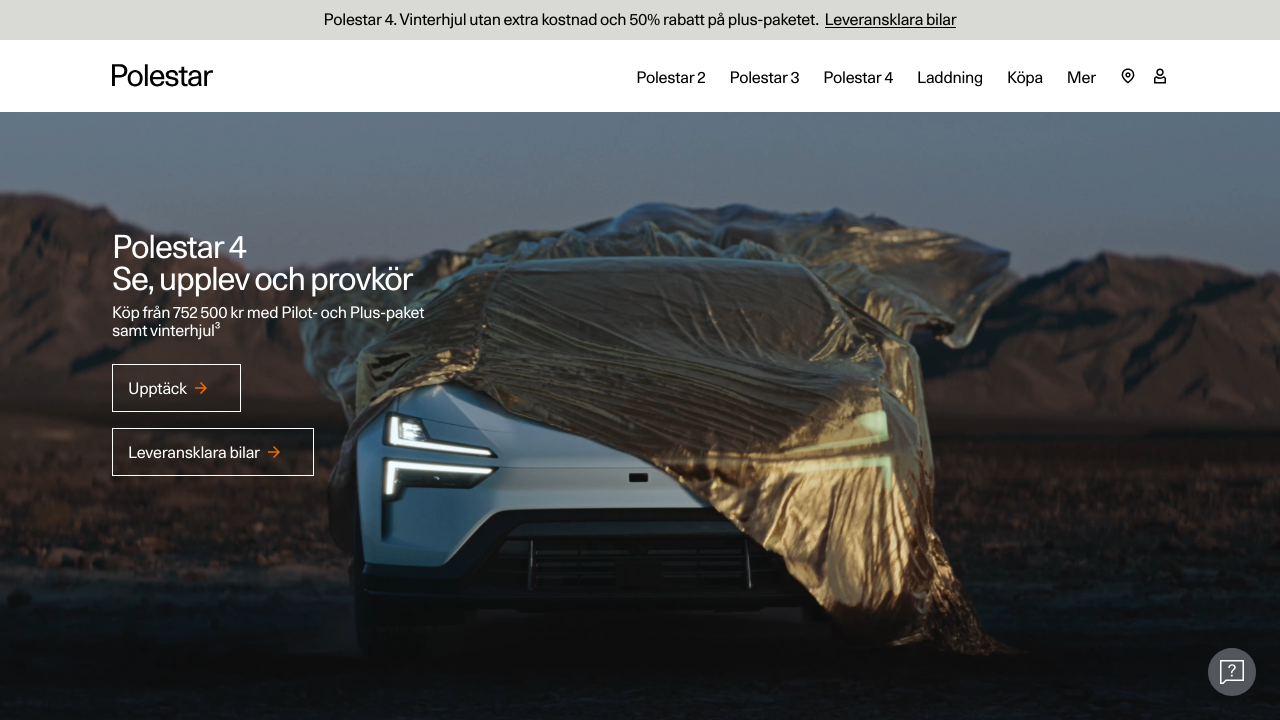 Polestar 4. Vinterhjul utan extra kostnad och 50% rabatt på plus-paketet. Leveransklara bilar
Polestar Polestar 2 Polestar 3 Polestar 4 Laddning Köpa Mer
Polestar 4
Se, upplev och provkör
Köp från 752 500 kr med Pilot- och Plus-paket
samt vinterhjul³
Upptäck →
Leveransklara bilar →